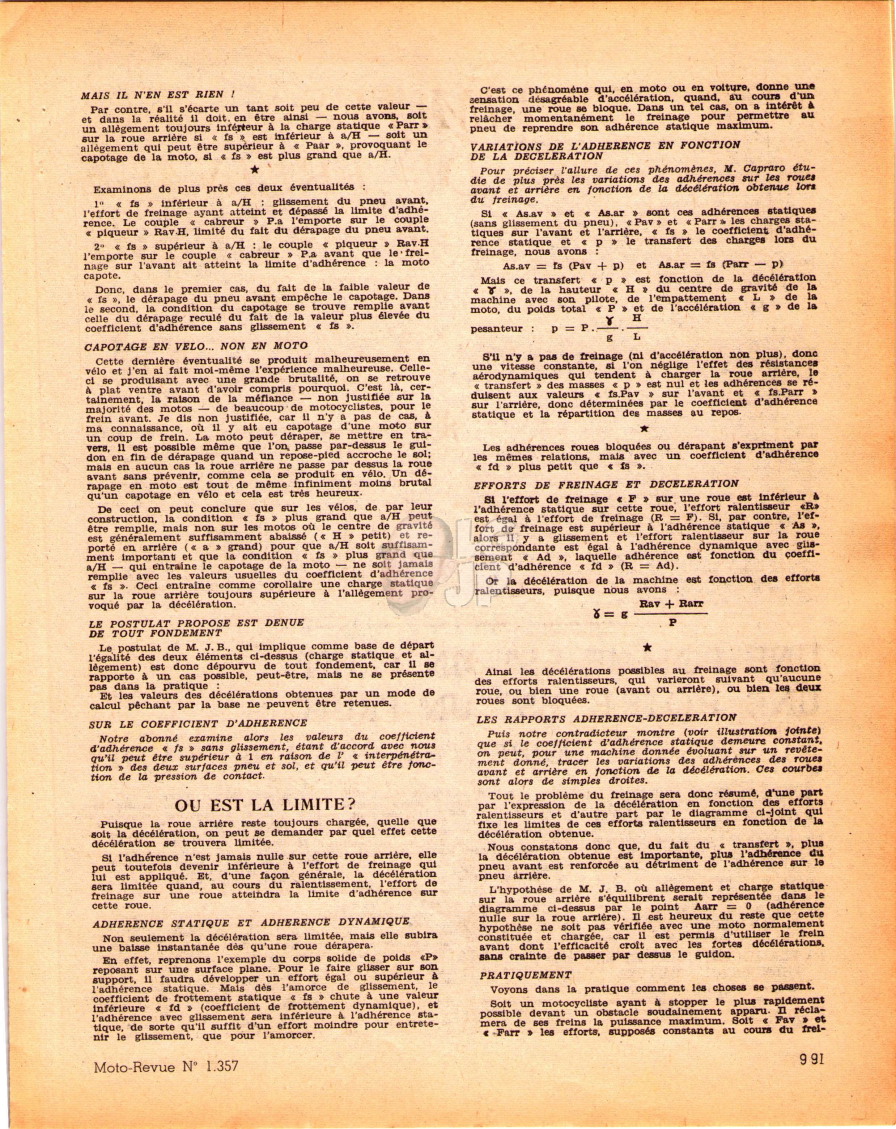 MAIS IL N'EN EST RIEN !
Par contre, s'il s'écarte un tant soit peu de cette valeur —
et dans la réalité il doit en être ainsi — nous avons, soit
un allégement toujours inférieur à la charge statique « Parr »
sur la roue arrière si « fs » est inférieur à a/H — soit un
allégement qui peut être supérieur à « Paar », provoquant le
capotage de la moto, si « fs » est plus grand que a/H.
★
Examinons de plus près ces deux éventualités :
1° « fs » inférieur à a/H : glissement du pneu avant,
l'effort de freinage ayant atteint et dépassé la limite d'adhé-
rence. Le couple « cabreur » P.a l'emporte sur le couple
« piqueur » Rav.H, limité du fait du dérapage du pneu avant.
2° « fs » supérieur à a/H : le couple « piqueur » Rav.H
l'emporte sur le couple « cabreur » P.a avant que le frei-
nage sur l'avant ait atteint la limite d'adhérence : la moto
capote.
Donc, dans le premier cas, du fait de la faible valeur de
« fs », le dérapage du pneu avant empêche le capotage. Dans
le second, la condition du capotage se trouve remplie avant
celle du dérapage reculé du fait de la valeur plus élevée du
coefficient d'adhérence sans glissement « fs ».
CAPOTAGE EN VELO... NON EN MOTO
Cette dernière éventualité se produit malheureusement en
vélo et j'en ai fait moi-même l'expérience malheureuse. Celle-
ci se produisant avec une grande brutalité, on se retrouve
à plat ventre avant d'avoir compris pourquoi. C'est là, cer-
tainement, la raison de la méfiance — non justifiée sur la
majorité des motos — de beaucoup de motocyclistes, pour le
frein avant. Je dis non justifiée, car il n'y a pas de cas, à
ma connaissance, où il y ait eu capotage d'une moto sur
un coup de frein. La moto peut déraper, se mettre en tra-
vers, il est possible même que l'on passe par-dessus le gui-
don en fin de dérapage quand un repose-pied accroche le sol;
mais en aucun cas la roue arrière ne passe par dessus la roue
avant sans prévenir, comme cela se produit en vélo. Un dé-
rapage en moto est tout de même infiniment moins brutal
qu'un capotage en vélo et cela est très heureux.
De ceci on peut conclure que sur les vélos, de par leur
construction, la condition « fs » plus grand que a/H peut
être remplie, mais non sur les motos où le centre de gravité
est généralement suffisamment abaissé (« H » petit) et re-
porté en arrière (« a » grand) pour que a/H soit suffisam-
ment important et que la condition « fs » plus grand que
a/H — qui entraîne le capotage de la moto — ne soit jamais
remplie avec les valeurs usuelles du coefficient d'adhérence
« fs ». Ceci entraîne comme corollaire une charge statique
sur la roue arrière toujours supérieure à l'allègement pro-
voqué par la décélération.
LE POSTULAT PROPOSE EST DENUE
DE TOUT FONDEMENT
Le postulat de M. J. B., qui implique comme base de départ
l'égalité des deux éléments ci-dessus (charge statique et al-
lègement) est donc dépourvu de tout fondement, car il se
rapporte à un cas possible, peut-être, mais ne se présente
pas dans la pratique :
Et les valeurs des décélérations obtenues par un mode de
calcul pêchant par la base ne peuvent être retenues.
SUR LE COEFFICIENT D'ADHERENCE
Notre abonné examine alors les valeurs du coefficient
d'adhérence « fs » sans glissement, étant d'accord avec nous
qu'il peut être supérieur à 1 en raison de l' « interpénétra-
tion » des deux surfaces pneu et sol, et qu'il peut être fonc-
tion de la pression de contact.
OU EST LA LIMITE ?
Puisque la roue arrière reste toujours chargée, quelle que
soit la décélération, on peut se demander par quel effet cette
décélération se trouvera limitée.
Si l'adhérence n'est jamais nulle sur cette roue arrière, elle
peut toutefois devenir inférieure à l'effort de freinage qui
lui est appliqué. Et, d'une façon générale, la décélération
sera limitée quand, au cours du ralentissement, l'effort de
freinage sur une roue atteindra la limite d'adhérence sur
cette roue.
ADHERENCE STATIQUE ET ADHERENCE DYNAMIQUE
Non seulement la décélération sera limitée, mais elle subira
une baisse instantanée dès qu'une roue dérapera.
En effet, reprenons l'exemple du corps solide de poids «P»
reposant sur une surface plane. Pour le faire glisser sur son
support, il faudra développer un effort égal ou supérieur à
l'adhérence statique. Mais dès l'amorce de glissement, le
coefficient de frottement statique « fs » chute à une valeur
inférieure « fd » (coefficient de frottement dynamique), et
l'adhérence avec glissement sera inférieure à l'adhérence sta-
tique, de sorte qu'il suffit d'un effort moindre pour entrete-
nir le glissement, que pour l'amorcer.
C'est ce phénomène qui, en moto ou en voiture, donne une
sensation désagréable d'accélération, quand, au cours d'un
freinage, une roue se bloque. Dans un tel cas, on a intérêt à
relâcher momentanément le freinage pour permettre au
pneu de reprendre son adhérence statique maximum.
VARIATIONS DE L'ADHERENCE EN FONCTION
DE LA DECELERATION
Pour préciser l'allure de ces phénomènes, M. Capraro étu-
die de plus près les variations des adhérences sur les roues
avant et arrière en fonction de la décélération obtenue lors
du freinage.
Si « As.av » et « As.ar » sont ces adhérences statiques
(sans glissement du pneu), « Pav » et « Parr » les charges sta-
tiques sur l'avant et l'arrière, « fs » le coefficient d'adhé-
rence statique et « p » le transfert des charges lors du
freinage, nous avons :
As.av = fs (Pav + p) et As.ar = fs (Parr — p)
Mais ce transfert « p » est fonction de la décélération
« ɣ », de la hauteur « H » du centre de gravité de la
machine avec son pilote, de l'empattement « L » de la
moto, du poids total « P » et de l'accélération « g » de la
ɣ H
pesanteur : p = P. — . —
g L
S'il n'y a pas de freinage (ni d'accélération non plus), donc
une vitesse constante, si l'on néglige l'effet des résistances
aérodynamiques qui tendent à charger la roue arrière, le
« transfert » des masses « p » est nul et les adhérences se ré-
duisent aux valeurs « fs.Pav » sur l'avant et « fs.Parr »
sur l'arrière, donc déterminées par le coefficient d'adhérence
statique et la répartition des masses au repos.
★
Les adhérences roues bloquées ou dérapant s'expriment par
les mêmes relations, mais avec un coefficient d'adhérence
« fd » plus petit que « fs ».
EFFORTS DE FREINAGE ET DECELERATION
Si l'effort de freinage « F » sur une roue est inférieur à
l'adhérence statique sur cette roue, l'effort ralentisseur «R»
est égal à l'effort de freinage (R = F). Si, par contre, l'ef-
fort de freinage est supérieur à l'adhérence statique « As »,
alors il y a glissement et l'effort ralentisseur sur la roue
correspondante est égal à l'adhérence dynamique avec glis-
sement « Ad », laquelle adhérence est fonction du coeffi-
cient d'adhérence « fd » (R = Ad).
Or la décélération de la machine est fonction des efforts
ralentisseurs, puisque nous avons :
Rav + Rarr
ɣ = g —
P
★
Ainsi les décélérations possibles au freinage sont fonction
des efforts ralentisseurs, qui varieront suivant qu'aucune
roue, ou bien une roue (avant ou arrière), ou bien les deux
roues sont bloquées.
LES RAPPORTS ADHERENCE-DECELERATION
Puis notre contradicteur montre (voir illustration jointe)
que si le coefficient d'adhérence statique demeure constant,
on peut, pour une machine donnée évoluant sur un revête-
ment donné, tracer les variations des adhérences des roues
avant et arrière en fonction de la décélération. Ces courbes
sont alors de simples droites.
Tout le problème du freinage sera donc résumé, d'une part
par l'expression de la décélération en fonction des efforts
ralentisseurs et d'autre part par le diagramme ci-joint qui
fixe les limites de ces efforts ralentisseurs en fonction de la
décélération obtenue.
Nous constatons donc que, du fait du « transfert », plus
la décélération obtenue est importante, plus l'adhérence du
pneu avant est renforcée au détriment de l'adhérence sur le
pneu arrière.
L'hypothèse de M. J. B. où allégement et charge statique
sur la roue arrière s'équilibrent serait représentée dans le
diagramme ci-dessus par le point Aarr = 0 (adhérence
nulle sur la roue arrière). Il est heureux du reste que cette
hypothèse ne soit pas vérifiée avec une moto normalement
constituée et chargée, car il est permis d'utiliser le frein
avant dont l'efficacité croît avec les fortes décélérations,
sans crainte de passer par dessus le guidon.
PRATIQUEMENT
Voyons dans la pratique comment les choses se passent.
Soit un motocycliste ayant à stopper le plus rapidement
possible devant un obstacle soudainement apparu. Il récla-
mera de ses freins la puissance maximum. Soit « Fav » et
« Farr » les efforts, supposés constants au cours du frei-
Moto-Revue N° 1.357
991